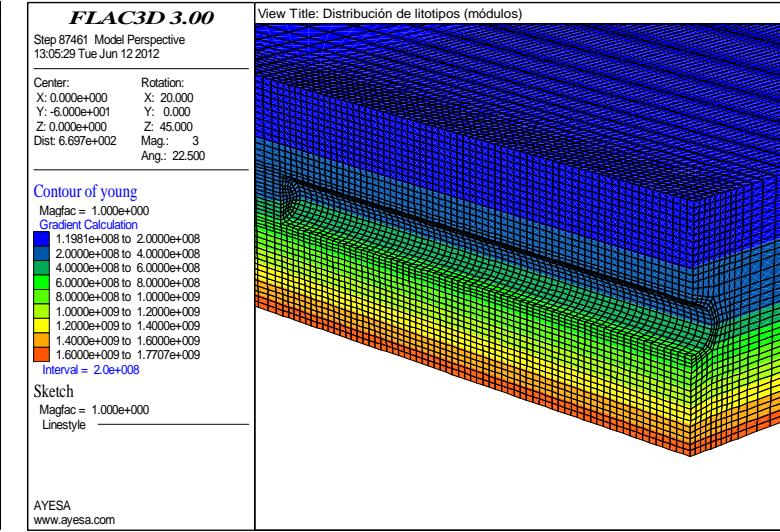 FLAC3D 3.00
Step 87461 Model Perspective
13:05:29 Tue Jun 12 2012
Center:
X: 0.000e+000
Y: -6.000e+001
Z: 0.000e+000
Dist: 6.697e+002
Rotation:
X: 20.000
Y: 0.000
Z: 45.000
Mag.: 3
Ang.: 22.500
Contour of young
Magfac = 1.000e+000
Gradient Calculation
1.1981e+008 to 2.0000e+008
2.0000e+008 to 4.0000e+008
4.0000e+008 to 6.0000e+008
6.0000e+008 to 8.0000e+008
8.0000e+008 to 1.0000e+009
1.0000e+009 to 1.2000e+009
1.2000e+009 to 1.4000e+009
1.4000e+009 to 1.6000e+009
1.6000e+009 to 1.7707e+009
Interval = 2.0e+008
Sketch
Magfac = 1.000e+000
Linestyle
AYESA
www.ayesa.com
View Title: Distribución de litotipos (módulos)